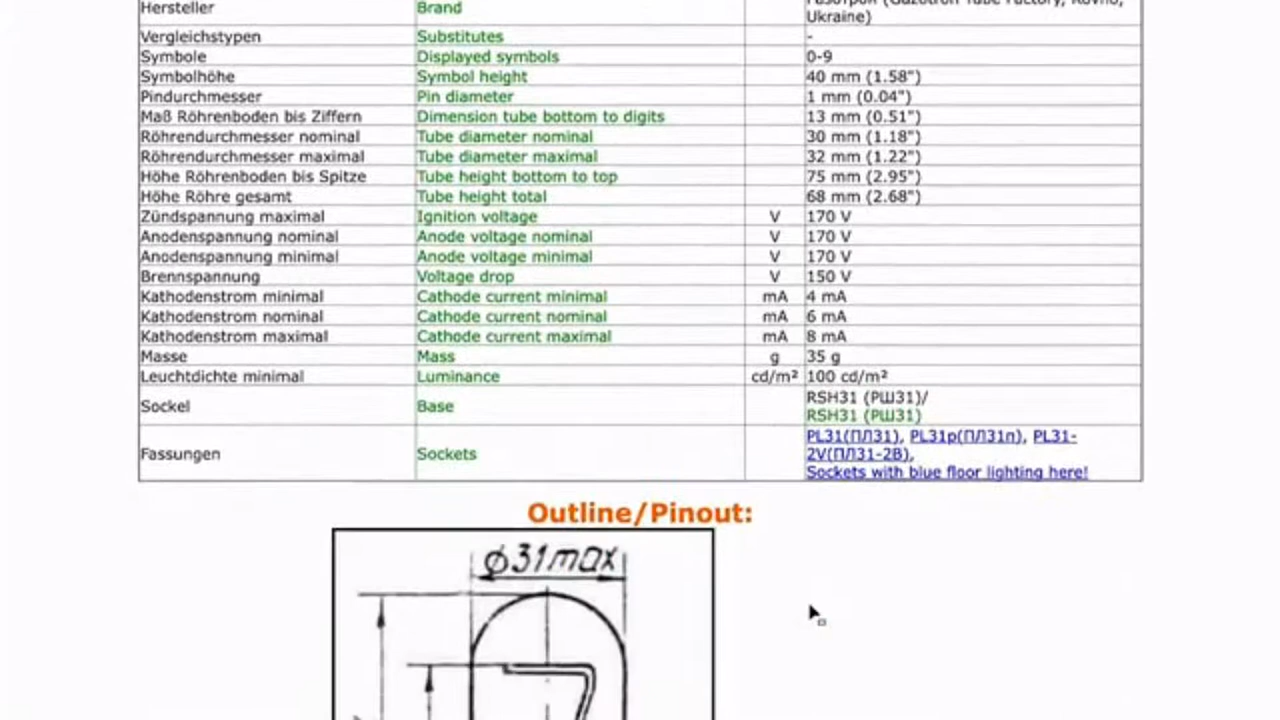 Hersteller Brand (Gazotron Tube Factory, Rovno,
Ukraine)
Vergleichstypen Substitutes -
Symbole Displayed symbols 0-9
Symbolhöhe Symbol height 40 mm (1.58")
Pindurchmesser Pin diameter 1 mm (0.04")
Maß Röhrenboden bis Ziffern Dimension tube bottom to digits 13 mm (0.51")
Röhrendurchmesser nominal Tube diameter nominal 30 mm (1.18")
Röhrendurchmesser maximal Tube diameter maximal 32 mm (1.22")
Höhe Röhrenboden bis Spitze Tube height bottom to top 75 mm (2.95")
Höhe Röhre gesamt Tube height total 68 mm (2.68")
Zündspannung maximal Ignition voltage V 170 V
Anodenspannung nominal Anode voltage nominal V 170 V
Anodenspannung minimal Anode voltage minimal V 170 V
Brennspannung Voltage drop V 150 V
Kathodenstrom minimal Cathode current minimal mA 4 mA
Kathodenstrom nominal Cathode current nominal mA 6 mA
Kathodenstrom maximal Cathode current maximal mA 8 mA
Masse Mass g 35 g
Leuchtdichte minimal Luminance cd/m² 100 cd/m²
Sockel Base RSH31 (РШ31)/
RSH31 (РШ31)
Fassungen Sockets PL31(ПЛ31), PL31p(ПЛ31п), PL31-
2V(ПЛ31-2В),
Sockets with blue floor lighting here!
Outline/Pinout:
ϕ31max